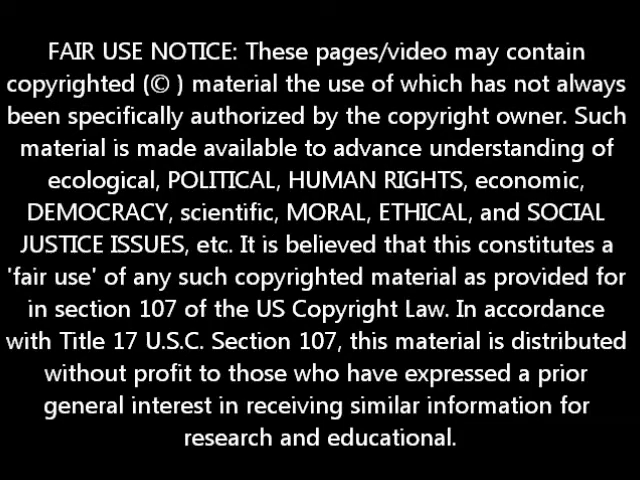 FAIR USE NOTICE: These pages/video may contain
copyrighted (© ) material the use of which has not always
been specifically authorized by the copyright owner. Such
material is made available to advance understanding of
ecological, POLITICAL, HUMAN RIGHTS, economic,
DEMOCRACY, scientific, MORAL, ETHICAL, and SOCIAL
JUSTICE ISSUES, etc. It is believed that this constitutes a
'fair use' of any such copyrighted material as provided for
in section 107 of the US Copyright Law. In accordance
with Title 17 U.S.C. Section 107, this material is distributed
without profit to those who have expressed a prior
general interest in receiving similar information for
research and educational.